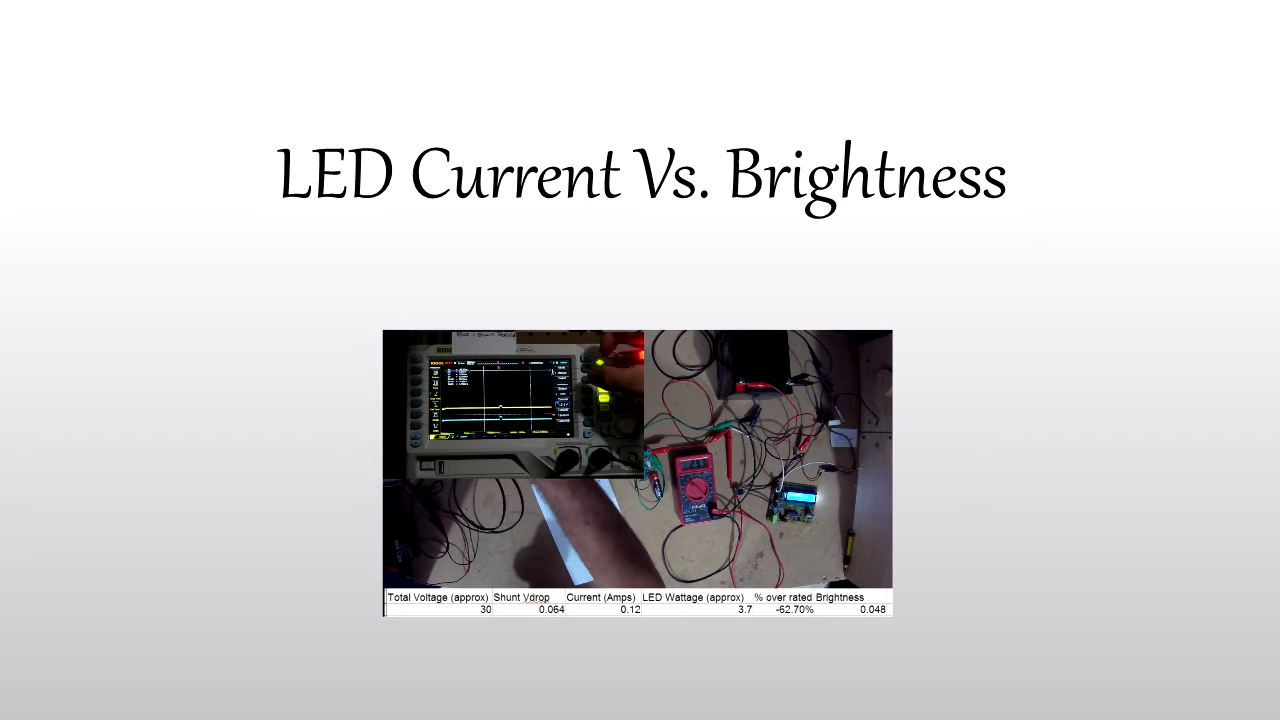 LED Current Vs. Brightness
RIGOL
Total Voltage (approx) Shunt Vdrop Current (Amps) LED Wattage (approx) % over rated Brightness
30 0.064 0.12 3.7 -62.70% 0.048